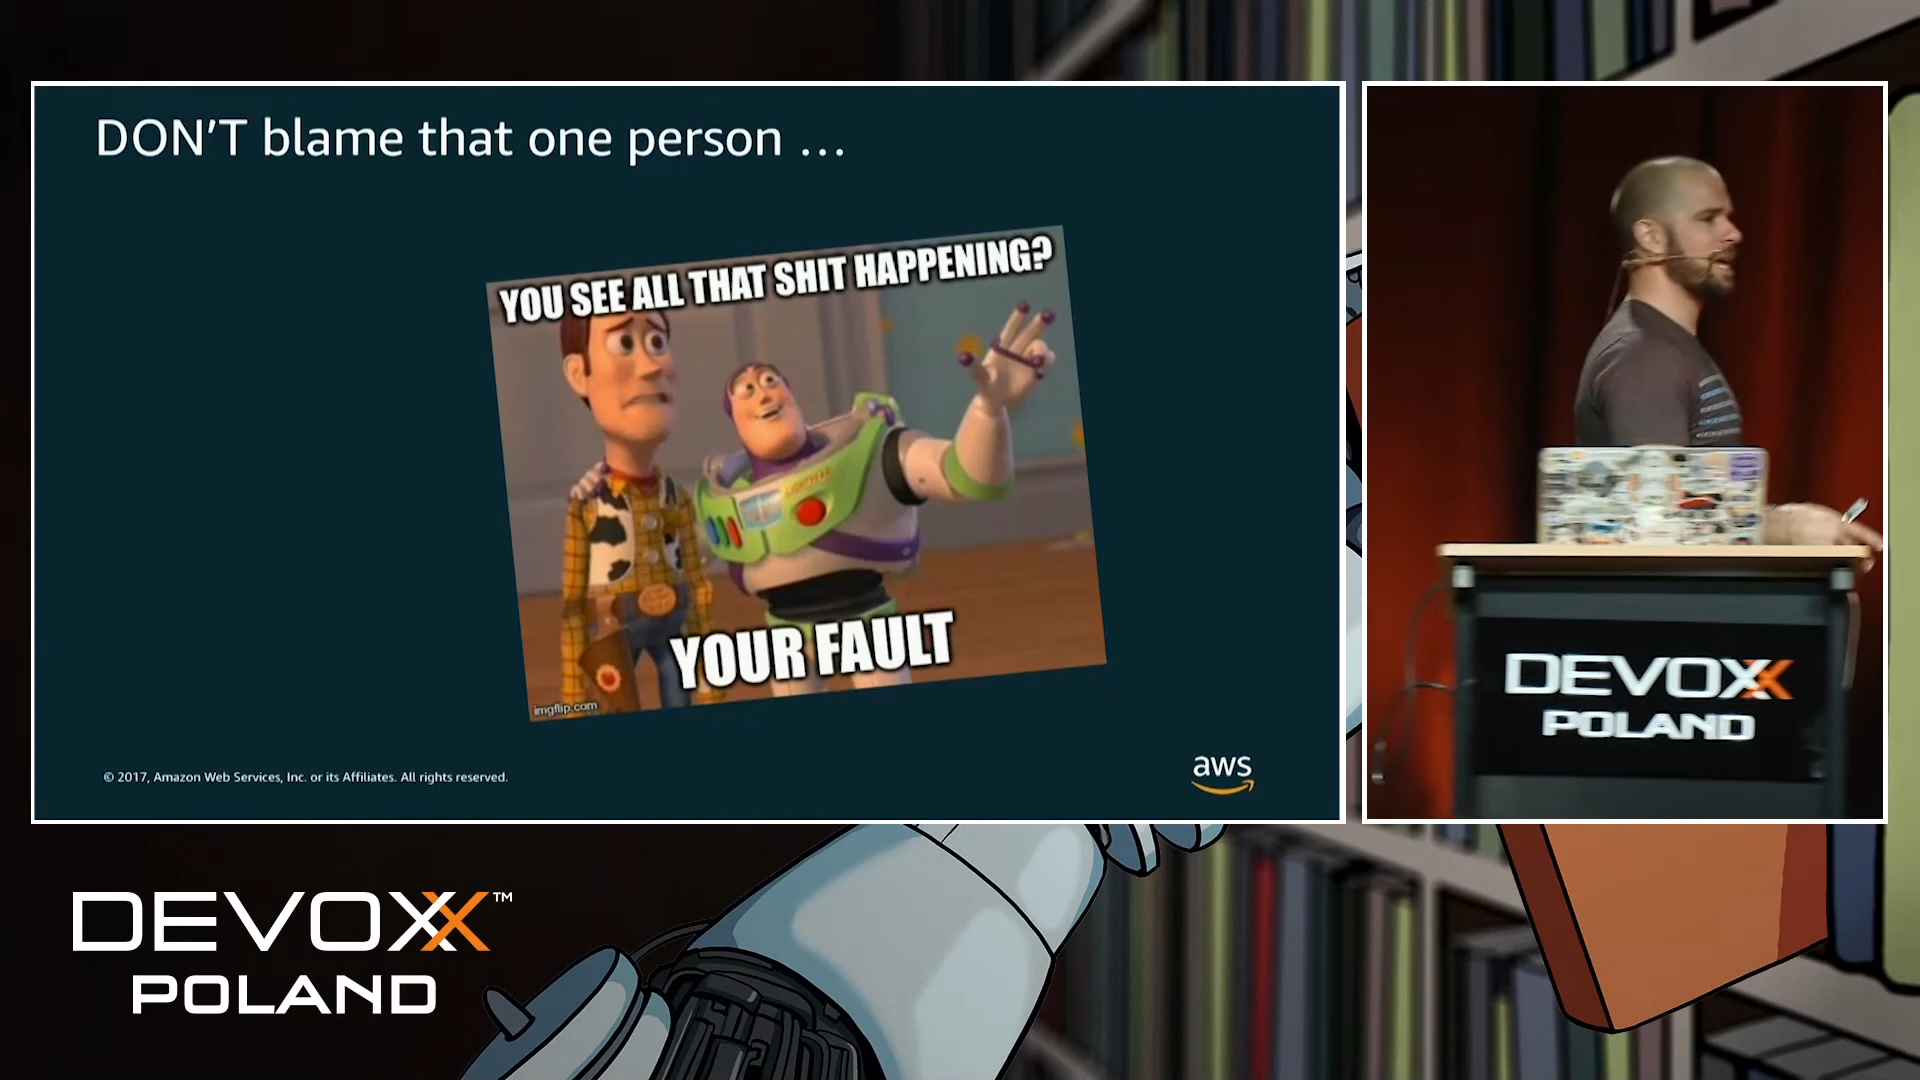 DON'T blame that one person ...
YOU SEE ALL THAT SHIT HAPPENING?
LIGHTYEAR
YOUR FAULT
imgflip.com
© 2017, Amazon Web Services, Inc. or its Affiliates. All rights reserved.
aws
DEVOXX
POLAND
DEVOXX™
POLAND